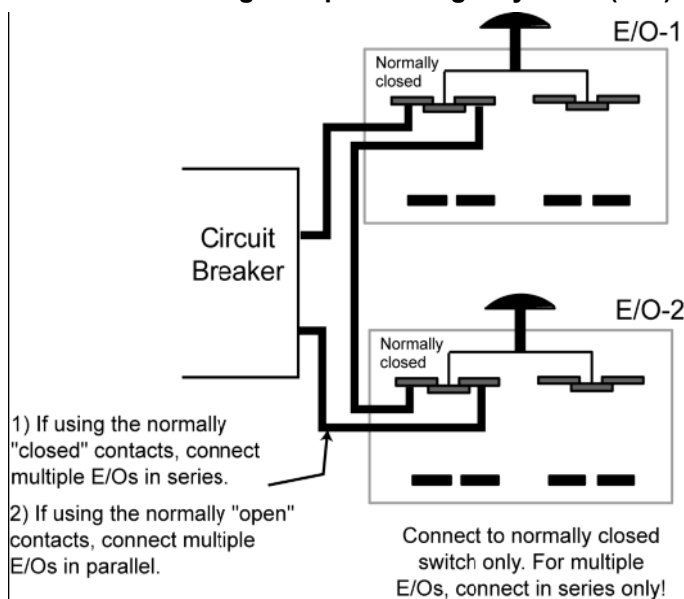 E/O-1
Normally
closed
Circuit
Breaker
E/O-2
Normally
closed
1) If using the normally
"closed" contacts, connect
multiple E/Os in series.
2) If using the normally "open"
contacts, connect multiple
E/Os in parallel.
Connect to normally closed
switch only. For multiple
E/Os, connect in series only!